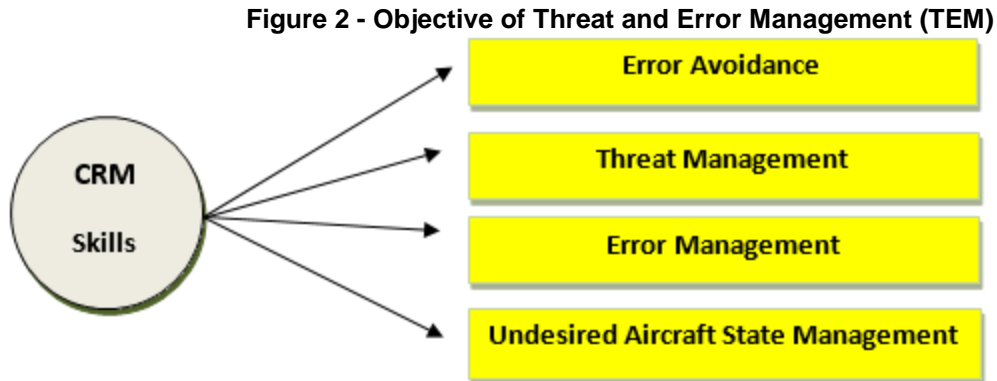 Figure 2 - Objective of Threat and Error Management (TEM)
Error Avoidance
CRM
Skills
Threat Management
Error Management
Undesired Aircraft State Management